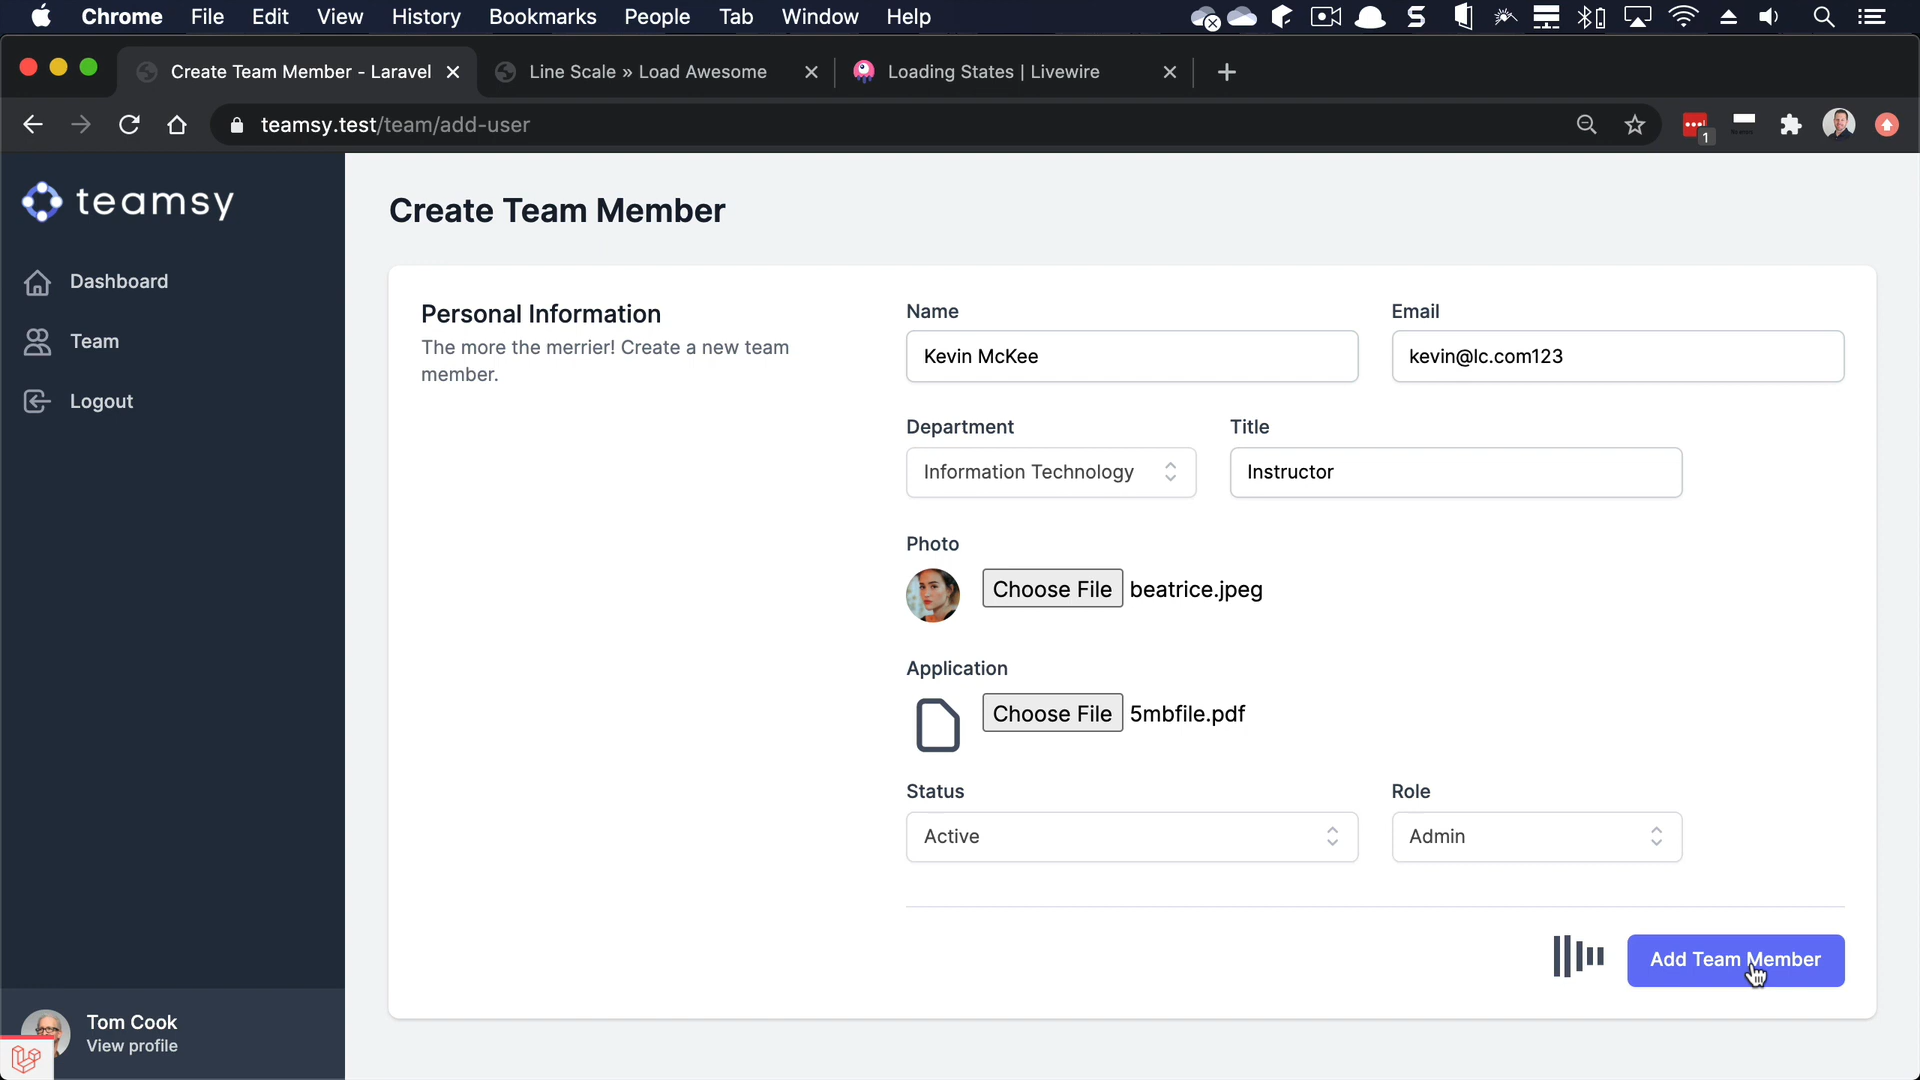 Chrome File Edit View History Bookmarks People Tab Window Help
Create Team Member - Laravel
Line Scale » Load Awesome
Loading States | Livewire
teamsy.test/team/add-user
1
teamsy
Dashboard
Team
Logout
Create Team Member
Personal Information
The more the merrier! Create a new team
member.
Name
Kevin McKee
Email
kevin@lc.com123
Department
Information Technology
Title
Instructor
Photo
Choose File beatrice.jpeg
Application
Choose File 5mbfile.pdf
Status
Active
Role
Admin
Add Team Member
Tom Cook
View profile